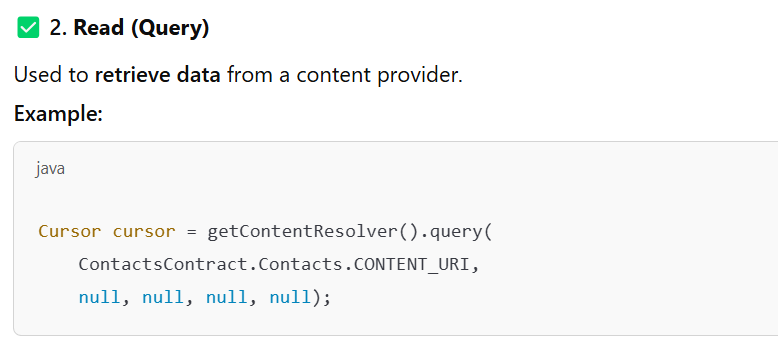 ✅ 2. Read (Query)
Used to retrieve data from a content provider.
Example:
java
Cursor cursor = getContentResolver().query(
    ContactsContract.Contacts.CONTENT_URI,
    null, null, null, null);